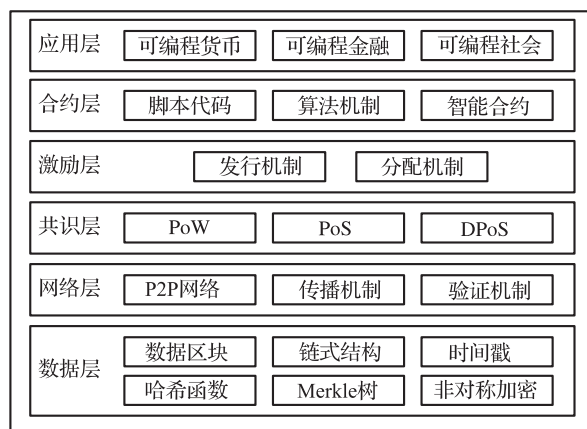 应用层 可编程货币 可编程金融 可编程社会
合约层 脚本代码 算法机制 智能合约
激励层 发行机制 分配机制
共识层 PoW PoS DPoS
网络层 P2P网络 传播机制 验证机制
数据层
数据区块 链式结构 时间戳
哈希函数 Merkle树 非对称加密